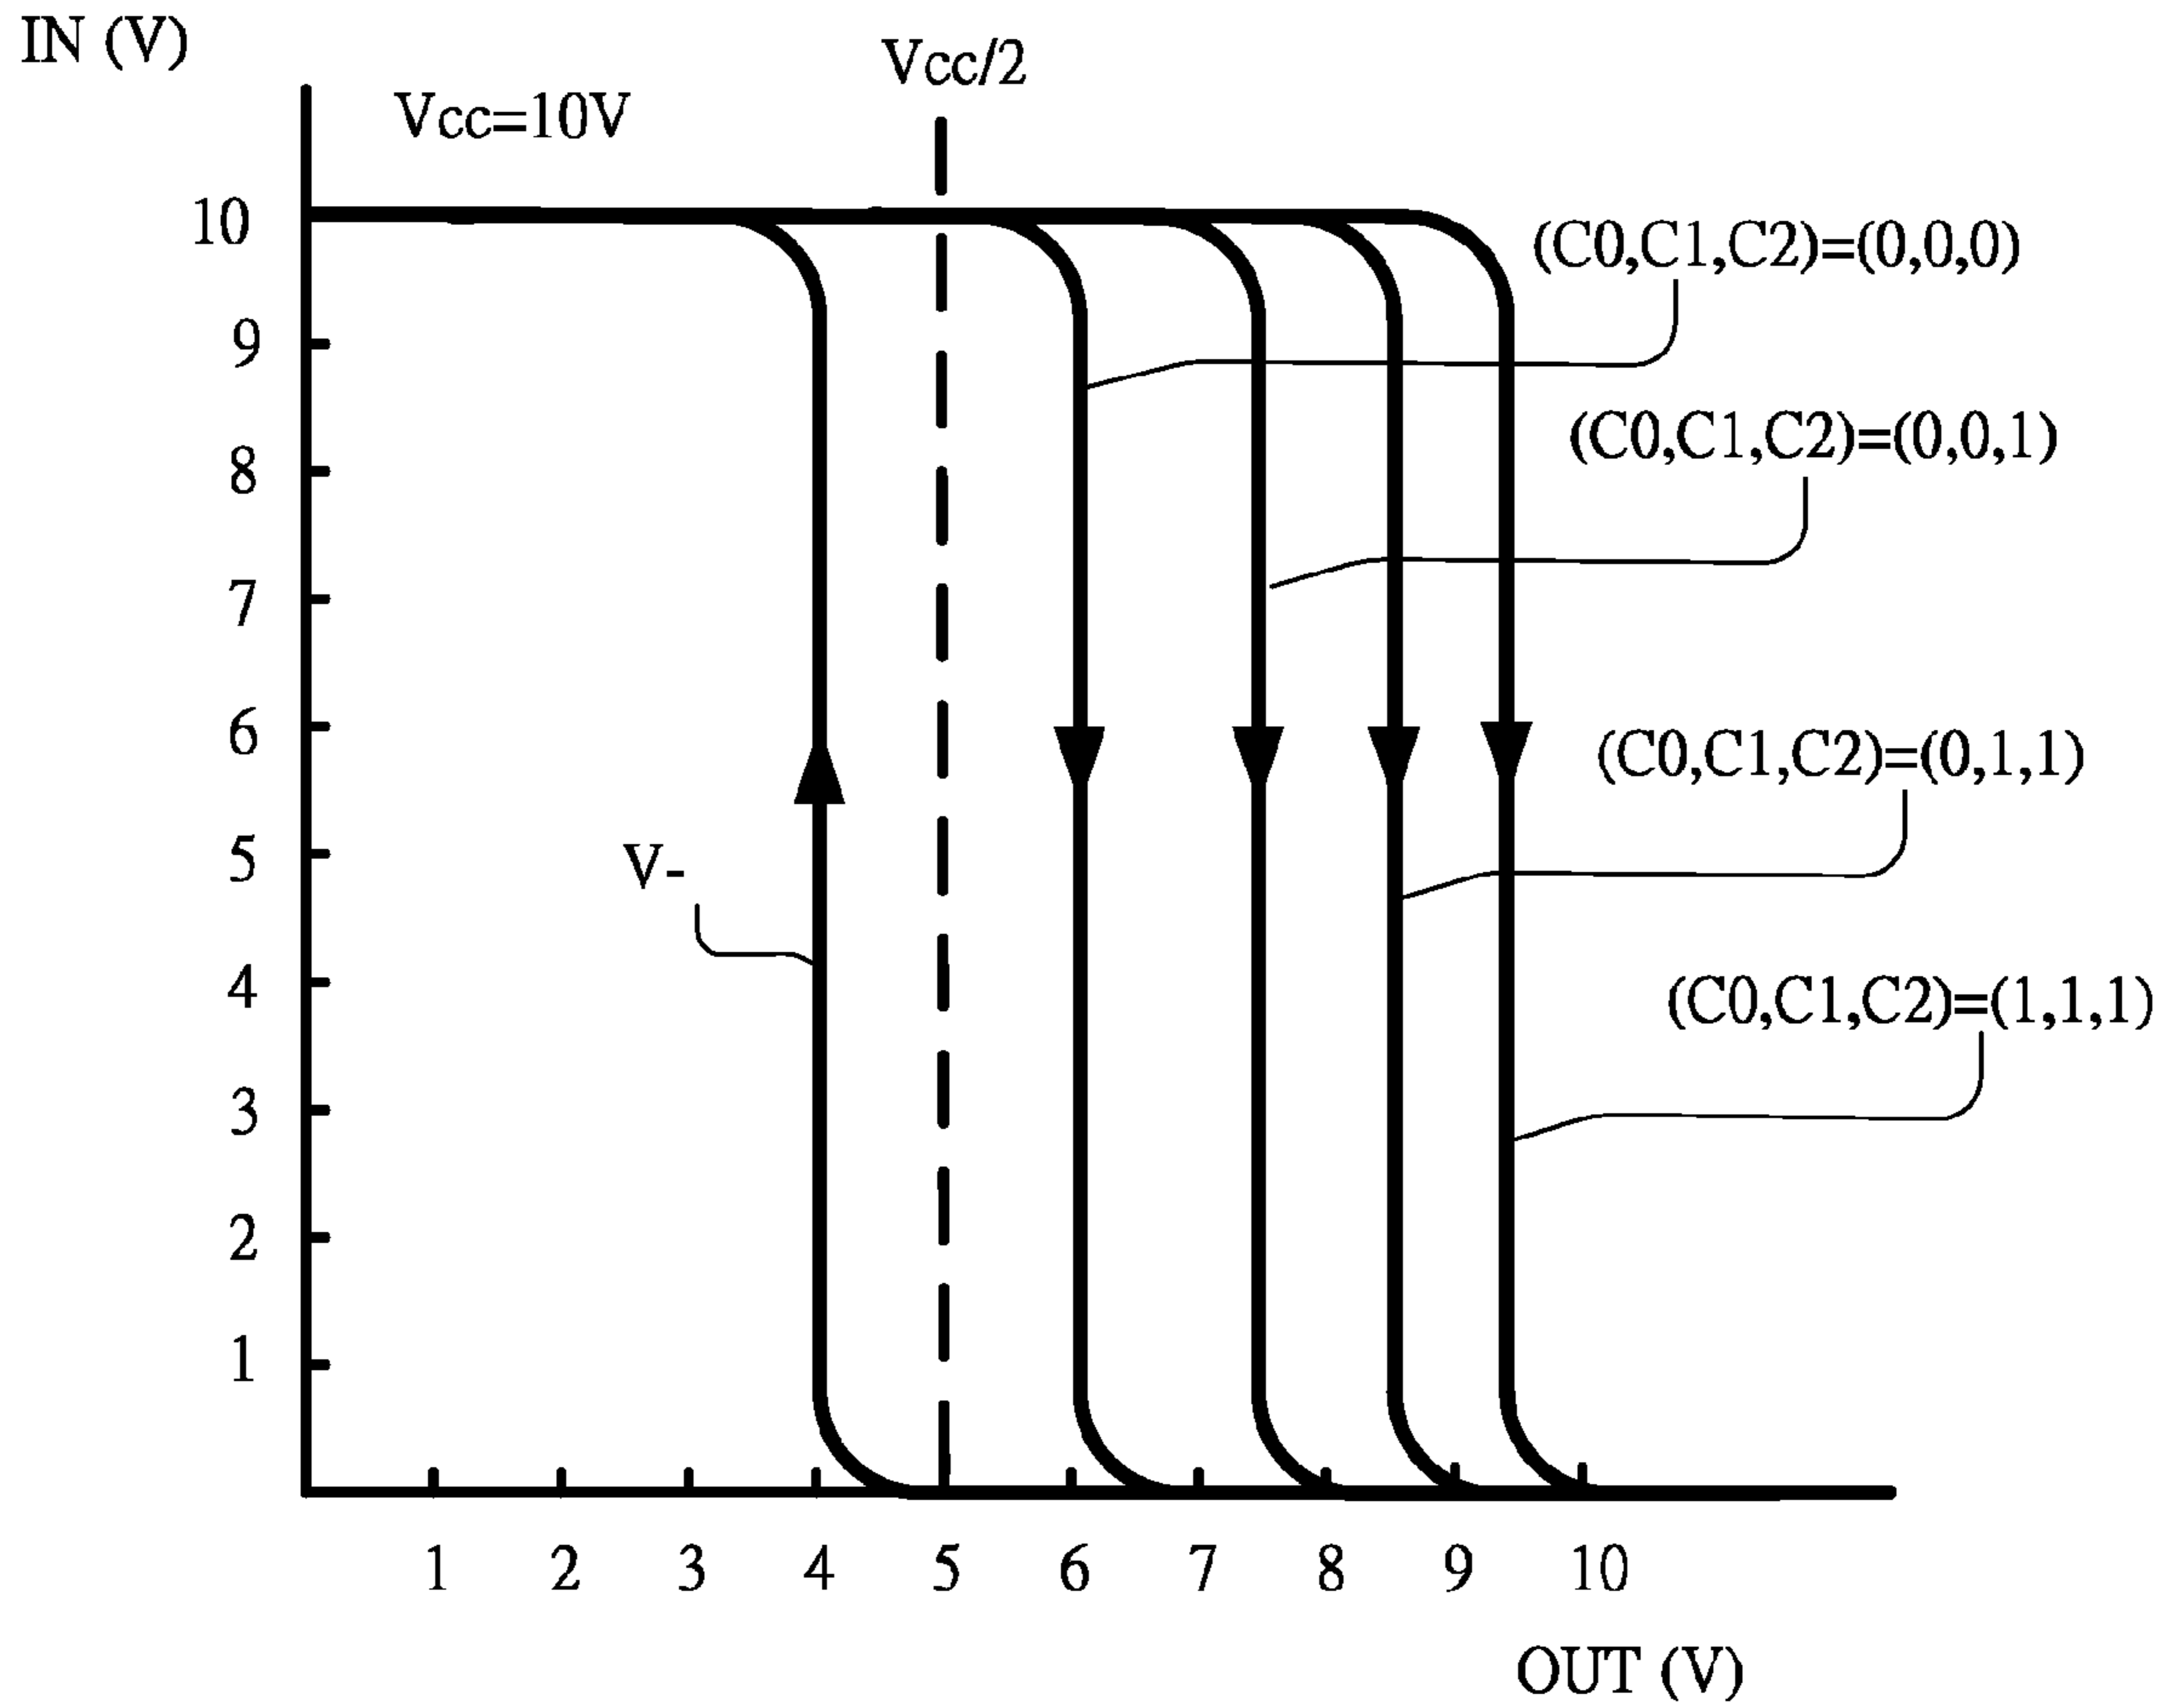 IN (V)
Vcc/2
Vcc=10V
10
(C0,C1,C2)=(0,0,0)
9
(C0,C1,C2)=(0,0,1)
8
7
6
(C0,C1,C2)=(0,1,1)
5
V-
4
(C0,C1,C2)=(1,1,1)
3
2
1
1 2 3 4 5 6 7 8 9 10
OUT (V)